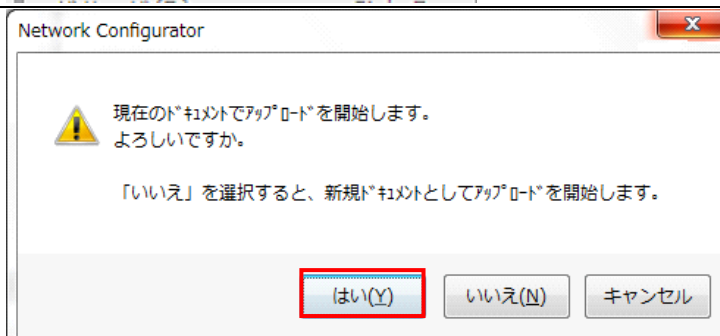 Network Configurator
現在のﾄﾞｷｭﾒﾝﾄでｱｯﾌﾟﾛｰﾄﾞを開始します。
よろしいですか。
「いいえ」を選択すると、新規ﾄﾞｷｭﾒﾝﾄとしてｱｯﾌﾟﾛｰﾄﾞを開始します。
はい(Y)
いいえ(N)
キャンセル